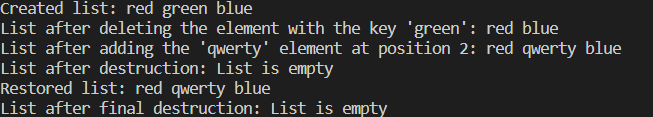 Created list: red green blue
List after deleting the element with the key 'green': red blue
List after adding the 'qwerty' element at position 2: red qwerty blue
List after destruction: List is empty
Restored list: red qwerty blue
List after final destruction: List is empty